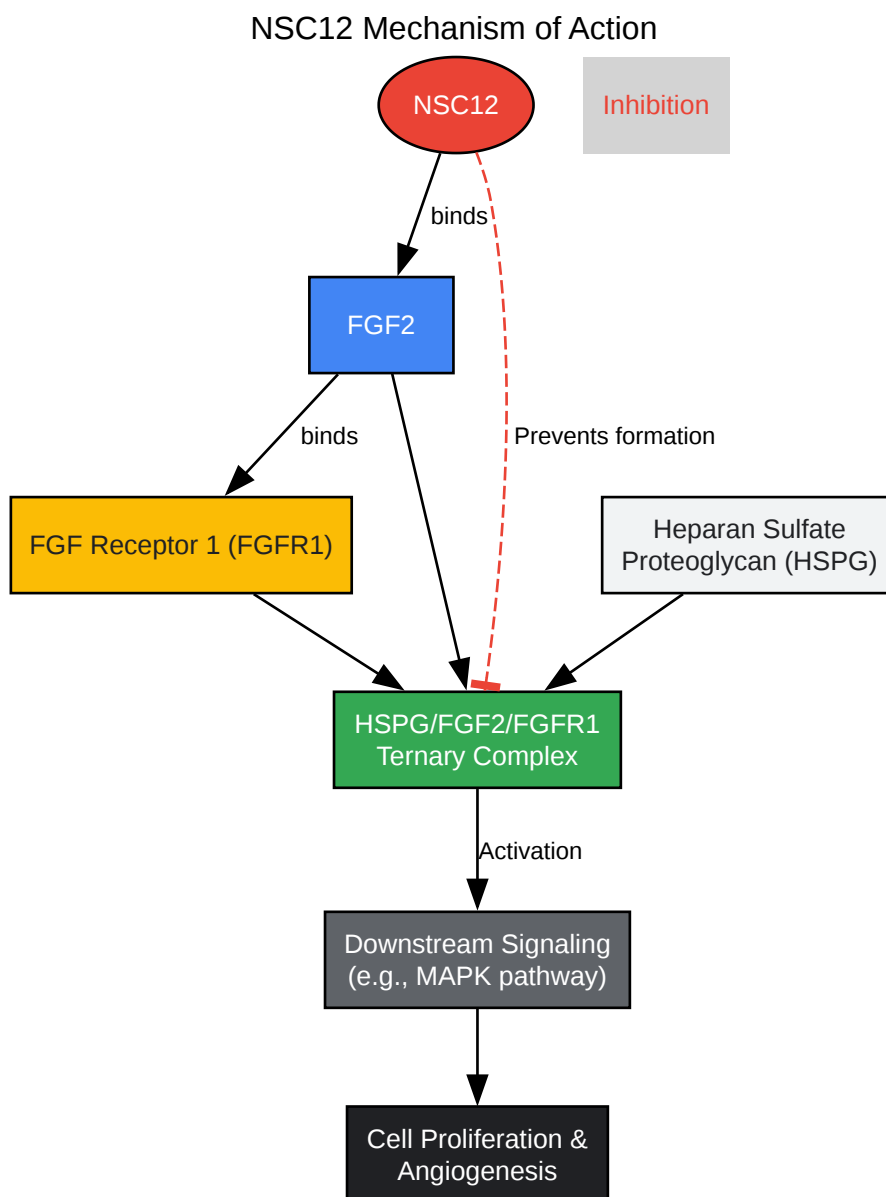 NSC12 Mechanism of Action
NSC12
Inhibition
binds
FGF2
binds
Prevents formation
FGF Receptor 1 (FGFR1)
Heparan Sulfate
Proteoglycan (HSPG)
HSPG/FGF2/FGFR1
Ternary Complex
Activation
Downstream Signaling
(e.g., MAPK pathway)
Cell Proliferation &
Angiogenesis